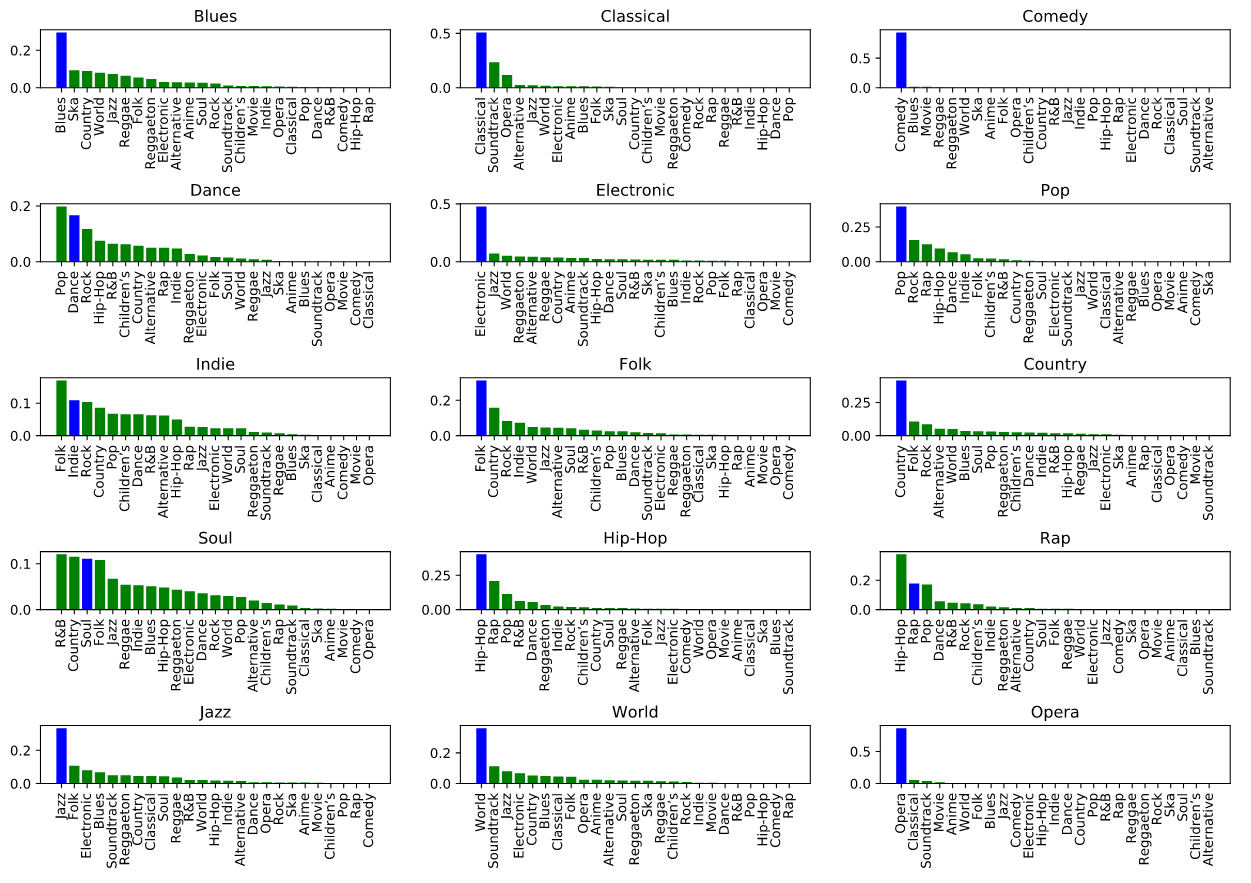 Blues
0.2
0.0
Blues
Ska
Country
World
Jazz
Reggae
Folk
Reggaeton
Electronic
Alternative
Anime
Soul
Rock
Soundtrack
Children's
Movie
Indie
Opera
Classical
Pop
Dance
R&B
Comedy
Hip-Hop
Rap
Classical
0.5
0.0
Classical
Soundtrack
Opera
Alternative
Jazz
World
Electronic
Anime
Blues
Folk
Ska
Soul
Country
Children's
Movie
Reggaeton
Comedy
Rock
Rap
Reggae
R&B
Indie
Hip-Hop
Dance
Pop
Comedy
0.5
0.0
Comedy
Blues
Movie
Reggae
Reggaeton
World
Ska
Anime
Folk
Opera
Children's
Country
R&B
Jazz
Indie
Pop
Hip-Hop
Rap
Electronic
Dance
Rock
Classical
Soul
Soundtrack
Alternative
Dance
0.2
0.1
0.0
Pop
Dance
Rock
Hip-Hop
R&B
Children's
Country
Alternative
Rap
Indie
Reggaeton
Electronic
Folk
Soul
World
Reggae
Jazz
Ska
Anime
Blues
Soundtrack
Opera
Movie
Comedy
Classical
Electronic
0.5
0.0
Electronic
Jazz
World
Reggaeton
Alternative
Reggae
Country
Anime
Soundtrack
Hip-Hop
Dance
Soul
R&B
Ska
Children's
Blues
Indie
Rock
Pop
Folk
Rap
Classical
Opera
Movie
Comedy
Pop
0.25
0.00
Pop
Rock
Rap
Hip-Hop
Dance
Indie
Folk
Children's
R&B
Country
Reggaeton
Soul
Electronic
Soundtrack
Jazz
World
Classical
Alternative
Reggae
Blues
Opera
Movie
Anime
Comedy
Ska
Indie
0.1
0.0
Folk
Indie
Rock
Country
Pop
Children's
Dance
R&B
Alternative
Hip-Hop
Rap
Jazz
Electronic
World
Soul
Reggaeton
Soundtrack
Reggae
Blues
Ska
Classical
Anime
Comedy
Movie
Opera
Folk
0.2
0.0
Folk
Country
Rock
Indie
World
Jazz
Alternative
Soul
R&B
Children's
Pop
Blues
Dance
Soundtrack
Electronic
Reggae
Reggaeton
Classical
Ska
Hip-Hop
Rap
Anime
Movie
Opera
Comedy
Country
0.25
0.00
Country
Folk
Rock
Alternative
World
Blues
Soul
Pop
Reggaeton
Children's
Dance
Indie
R&B
Hip-Hop
Reggae
Jazz
Electronic
Ska
Anime
Rap
Classical
Opera
Comedy
Movie
Soundtrack
Soul
0.1
0.0
R&B
Country
Soul
Folk
Jazz
Reggae
Indie
Blues
Hip-Hop
Reggaeton
Electronic
Dance
Rock
World
Pop
Alternative
Children's
Rap
Soundtrack
Classical
Ska
Anime
Movie
Comedy
Opera
Hip-Hop
0.25
0.00
Hip-Hop
Rap
Pop
R&B
Dance
Reggaeton
Indie
Rock
Children's
Country
Soul
Reggae
Alternative
Folk
Jazz
Electronic
Comedy
World
Opera
Movie
Anime
Classical
Ska
Blues
Soundtrack
Rap
0.2
0.0
Hip-Hop
Rap
Pop
Dance
R&B
Rock
Children's
Indie
Reggaeton
Alternative
Country
Soul
Folk
Reggae
World
Electronic
Jazz
Comedy
Ska
Opera
Movie
Anime
Classical
Blues
Soundtrack
Jazz
0.2
0.0
Jazz
Folk
Electronic
Blues
Soundtrack
Reggaeton
Country
Classical
Soul
Reggae
R&B
World
Hip-Hop
Indie
Alternative
Dance
Opera
Rock
Ska
Anime
Movie
Children's
Pop
Rap
Comedy
World
0.2
0.0
World
Soundtrack
Jazz
Electronic
Country
Blues
Classical
Folk
Opera
Anime
Alternative
Soul
Reggaeton
Ska
Reggae
Children's
Rock
Indie
Movie
Dance
R&B
Pop
Hip-Hop
Comedy
Rap
Opera
0.5
0.0
Opera
Classical
Soundtrack
Movie
Anime
World
Folk
Blues
Jazz
Comedy
Electronic
Hip-Hop
Indie
Dance
Country
Pop
R&B
Rap
Reggae
Reggaeton
Rock
Ska
Soul
Children's
Alternative